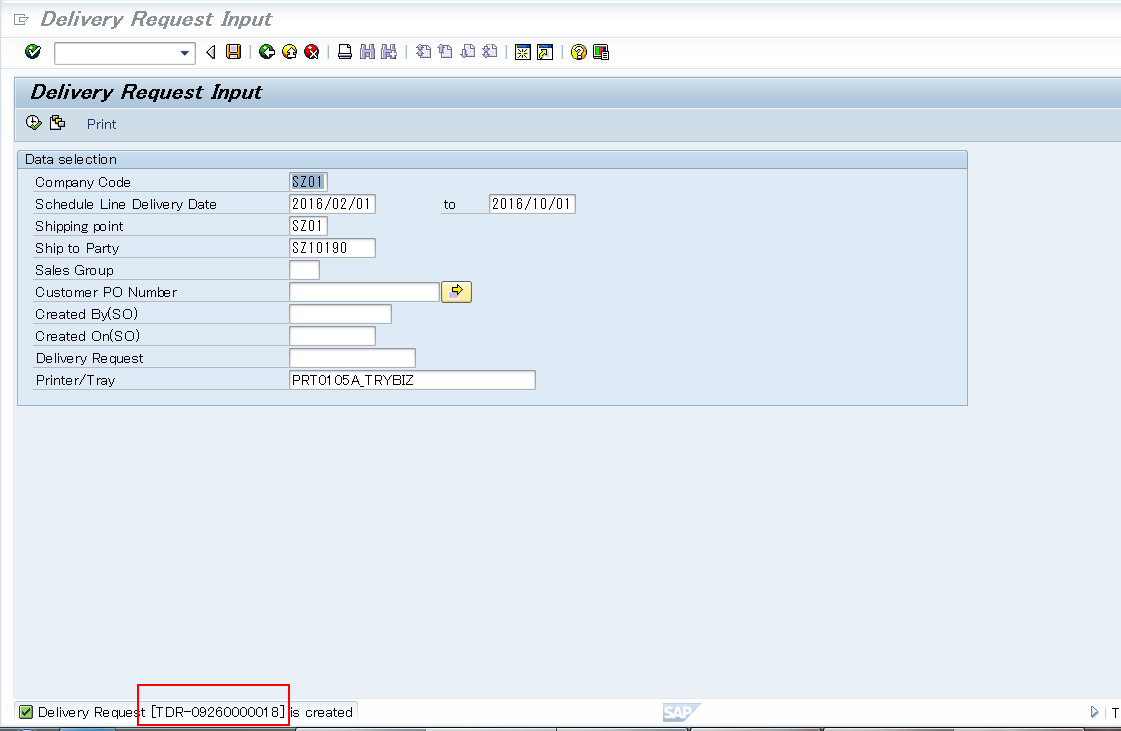 Delivery Request Input
Delivery Request Input
Print
Data selection
Company Code SZ01
Schedule Line Delivery Date 2016/02/01 to 2016/10/01
Shipping point SZ01
Ship to Party SZ10190
Sales Group
Customer PO Number
Created By(SO)
Created On(SO)
Delivery Request
Printer/Tray PRT0105A_TRYBIZ
Delivery Request [TDR-09260000018] is created
SAP
T